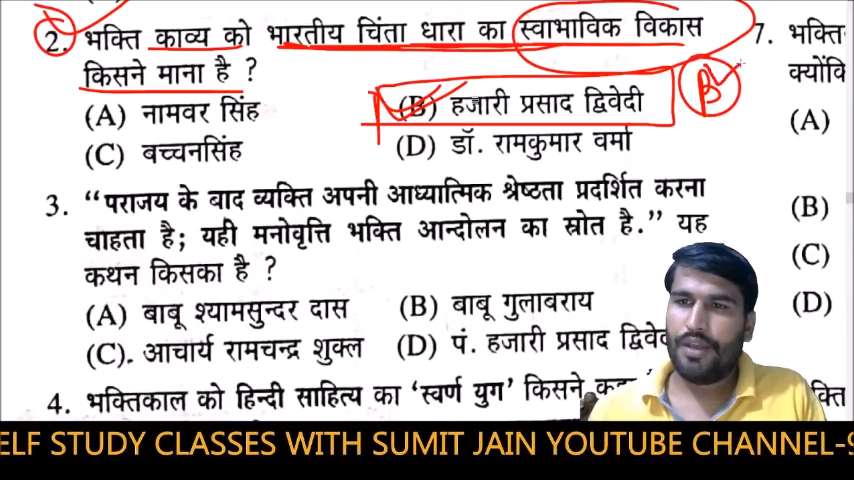 2. भक्ति काव्य को भारतीय चिंता धारा का स्वाभाविक विकास
किसने माना है ?
(A) नामवर सिंह (B) हजारी प्रसाद द्विवेदी
(C) बच्चनसिंह (D) डॉ. रामकुमार वर्मा
B
3. “पराजय के बाद व्यक्ति अपनी आध्यात्मिक श्रेष्ठता प्रदर्शित करना
चाहता है; यही मनोवृत्ति भक्ति आन्दोलन का स्रोत है.” यह
कथन किसका है ?
(A) बाबू श्यामसुन्दर दास (B) बाबू गुलाबराय
(C). आचार्य रामचन्द्र शुक्ल (D) पं. हजारी प्रसाद
4. भक्तिकाल को हिन्दी साहित्य का ‘स्वर्ण युग’ किसने
7. भक्ति
क्योंकि
(A)
(B)
(C)
(D)
ELF STUDY CLASSES WITH SUMIT JAIN YOUTUBE CHANNEL-9